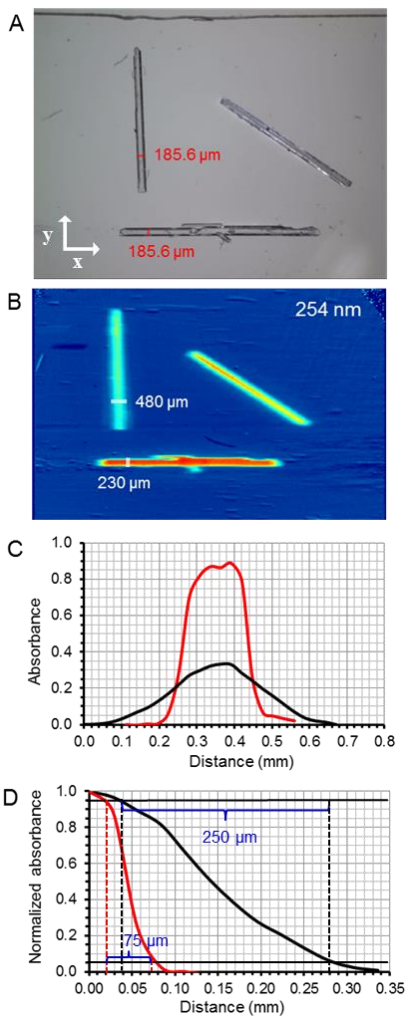 A
185.6 µm
y
x
185.6 µm
B
254 nm
480 µm
230 µm
C
Absorbance
1.0
0.8
0.6
0.4
0.2
0.0
0.0 0.1 0.2 0.3 0.4 0.5 0.6 0.7 0.8
Distance (mm)
D
Normalized absorbance
1.0
0.8
0.6
0.4
0.2
0.0
250 µm
75 µm
0.00 0.05 0.10 0.15 0.20 0.25 0.30 0.35
Distance (mm)